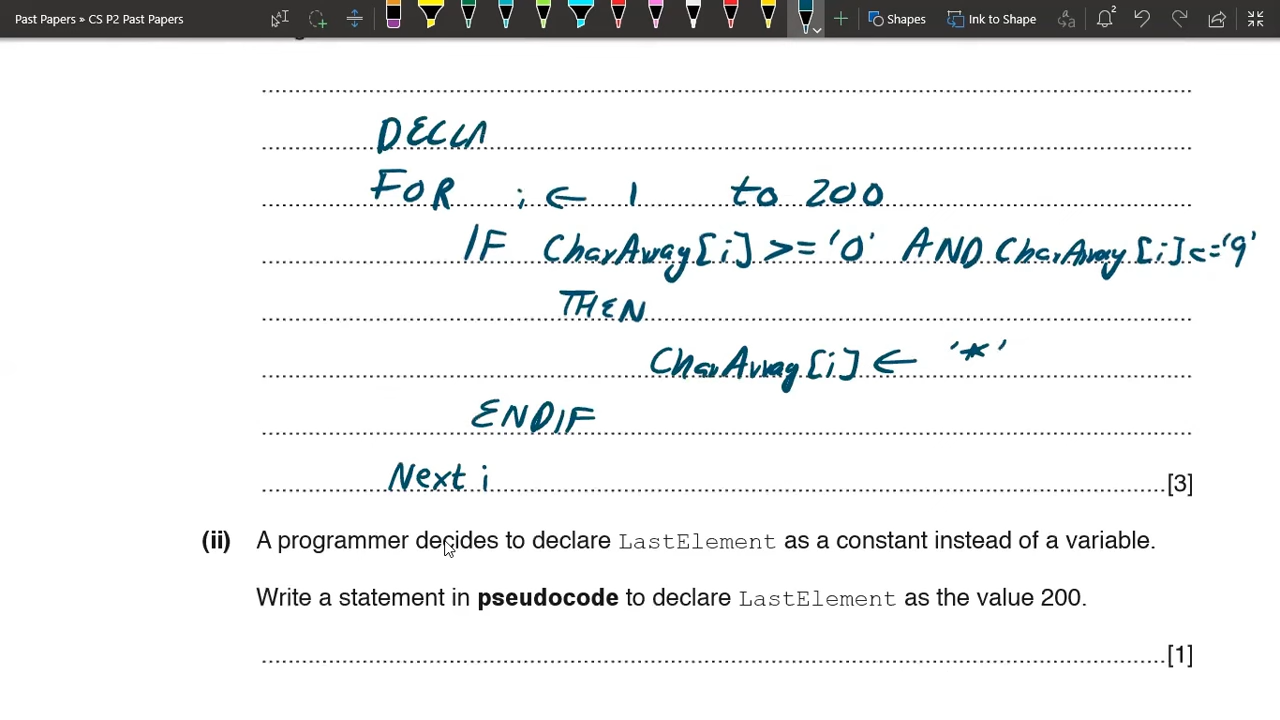 Past Papers » CS P2 Past Papers
Shapes
Ink to Shape
2
DECLA
FOR i ← 1 to 200
IF CharArray[i] >= '0' AND CharArray[i] <= '9'
THEN
CharArray[i] ← '*'
ENDIF
Next i
[3]
(ii) A programmer decides to declare LastElement as a constant instead of a variable.
Write a statement in pseudocode to declare LastElement as the value 200.
[1]